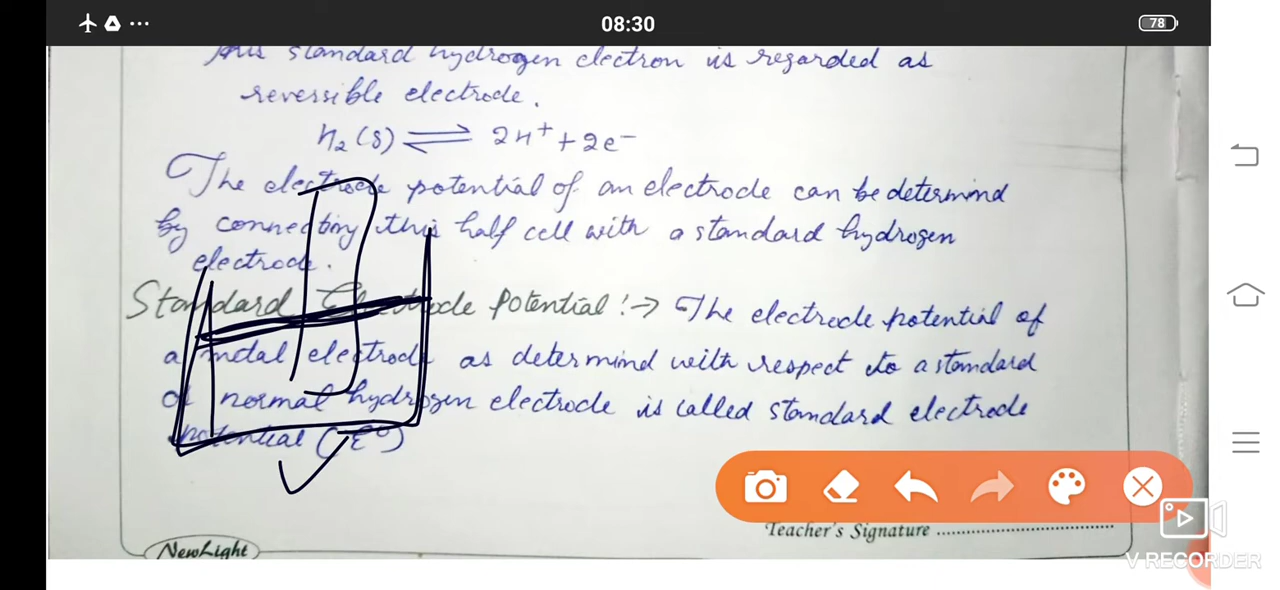 08:30
78
This standard hydrogen electron is regarded as
reversible electrode.
H₂(g) ⇌ 2H⁺ + 2e⁻
The electrode potential of an electrode can be determind
by connecting this half cell with a standard hydrogen
electrode.
Standard Electrode Potential :→ The electrode potential of
a metal electrode as determind with respect to a standard
or normal hydrogen electrode is called standard electrode
potential (E⁰)
Teacher's Signature
NewLight
V RECORDER